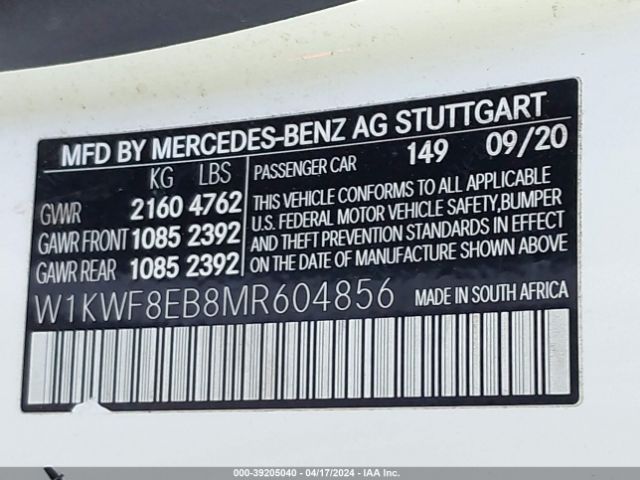 MFD BY MERCEDES-BENZ AG STUTTGART
KG LBS
GVWR 2160 4762
GAWR FRONT 1085 2392
GAWR REAR 1085 2392
PASSENGER CAR 149 09/20
THIS VEHICLE CONFORMS TO ALL APPLICABLE
U.S. FEDERAL MOTOR VEHICLE SAFETY,BUMPER
AND THEFT PREVENTION STANDARDS IN EFFECT
ON THE DATE OF MANUFACTURE SHOWN ABOVE
W1KWF8EB8MR604856 MADE IN SOUTH AFRICA
000-39205040 - 04/17/2024 - IAA, Inc.